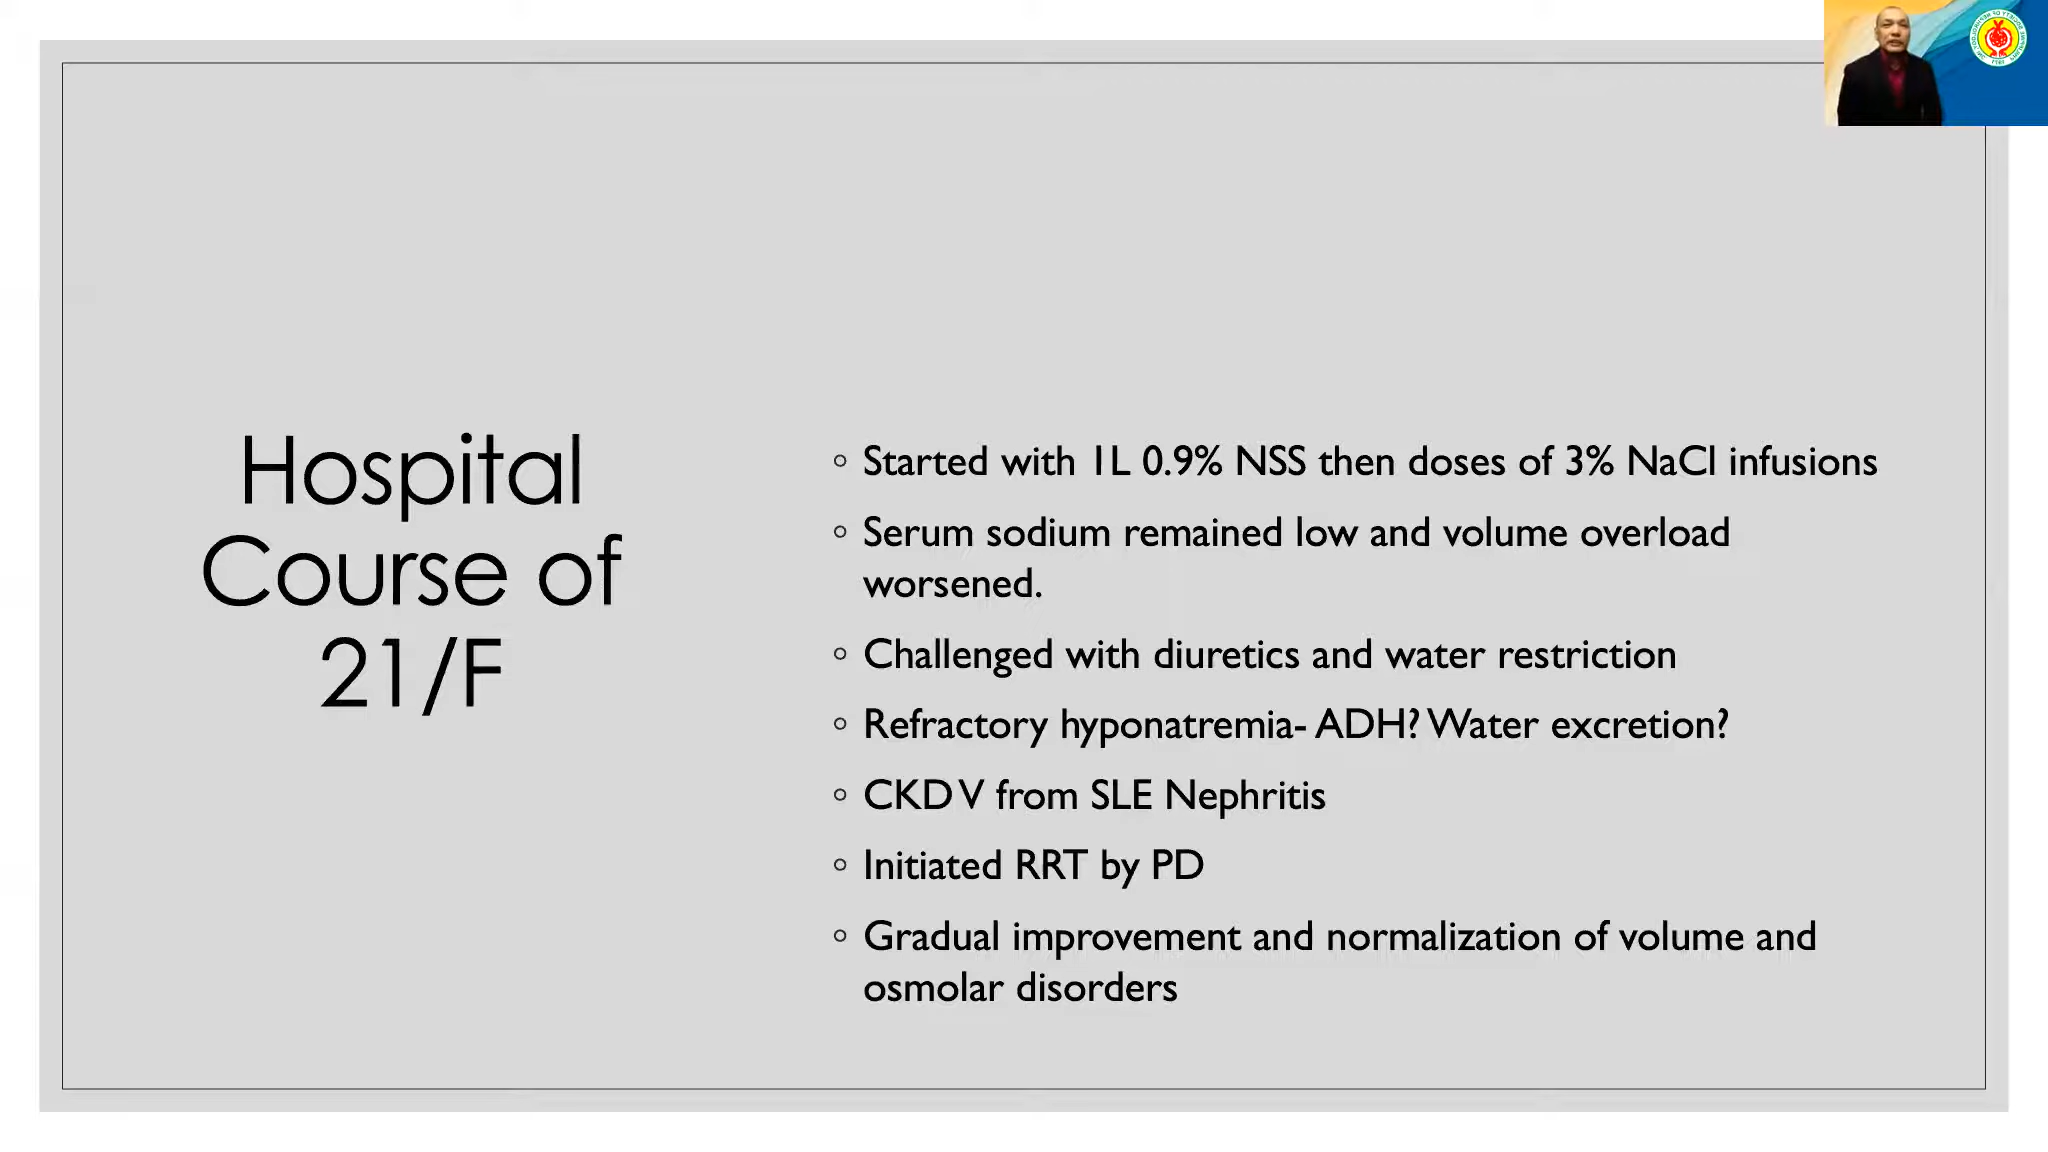 Hospital
Course of
21/F
◦ Started with 1L 0.9% NSS then doses of 3% NaCl infusions
◦ Serum sodium remained low and volume overload
worsened.
◦ Challenged with diuretics and water restriction
◦ Refractory hyponatremia- ADH? Water excretion?
◦ CKD V from SLE Nephritis
◦ Initiated RRT by PD
◦ Gradual improvement and normalization of volume and
osmolar disorders